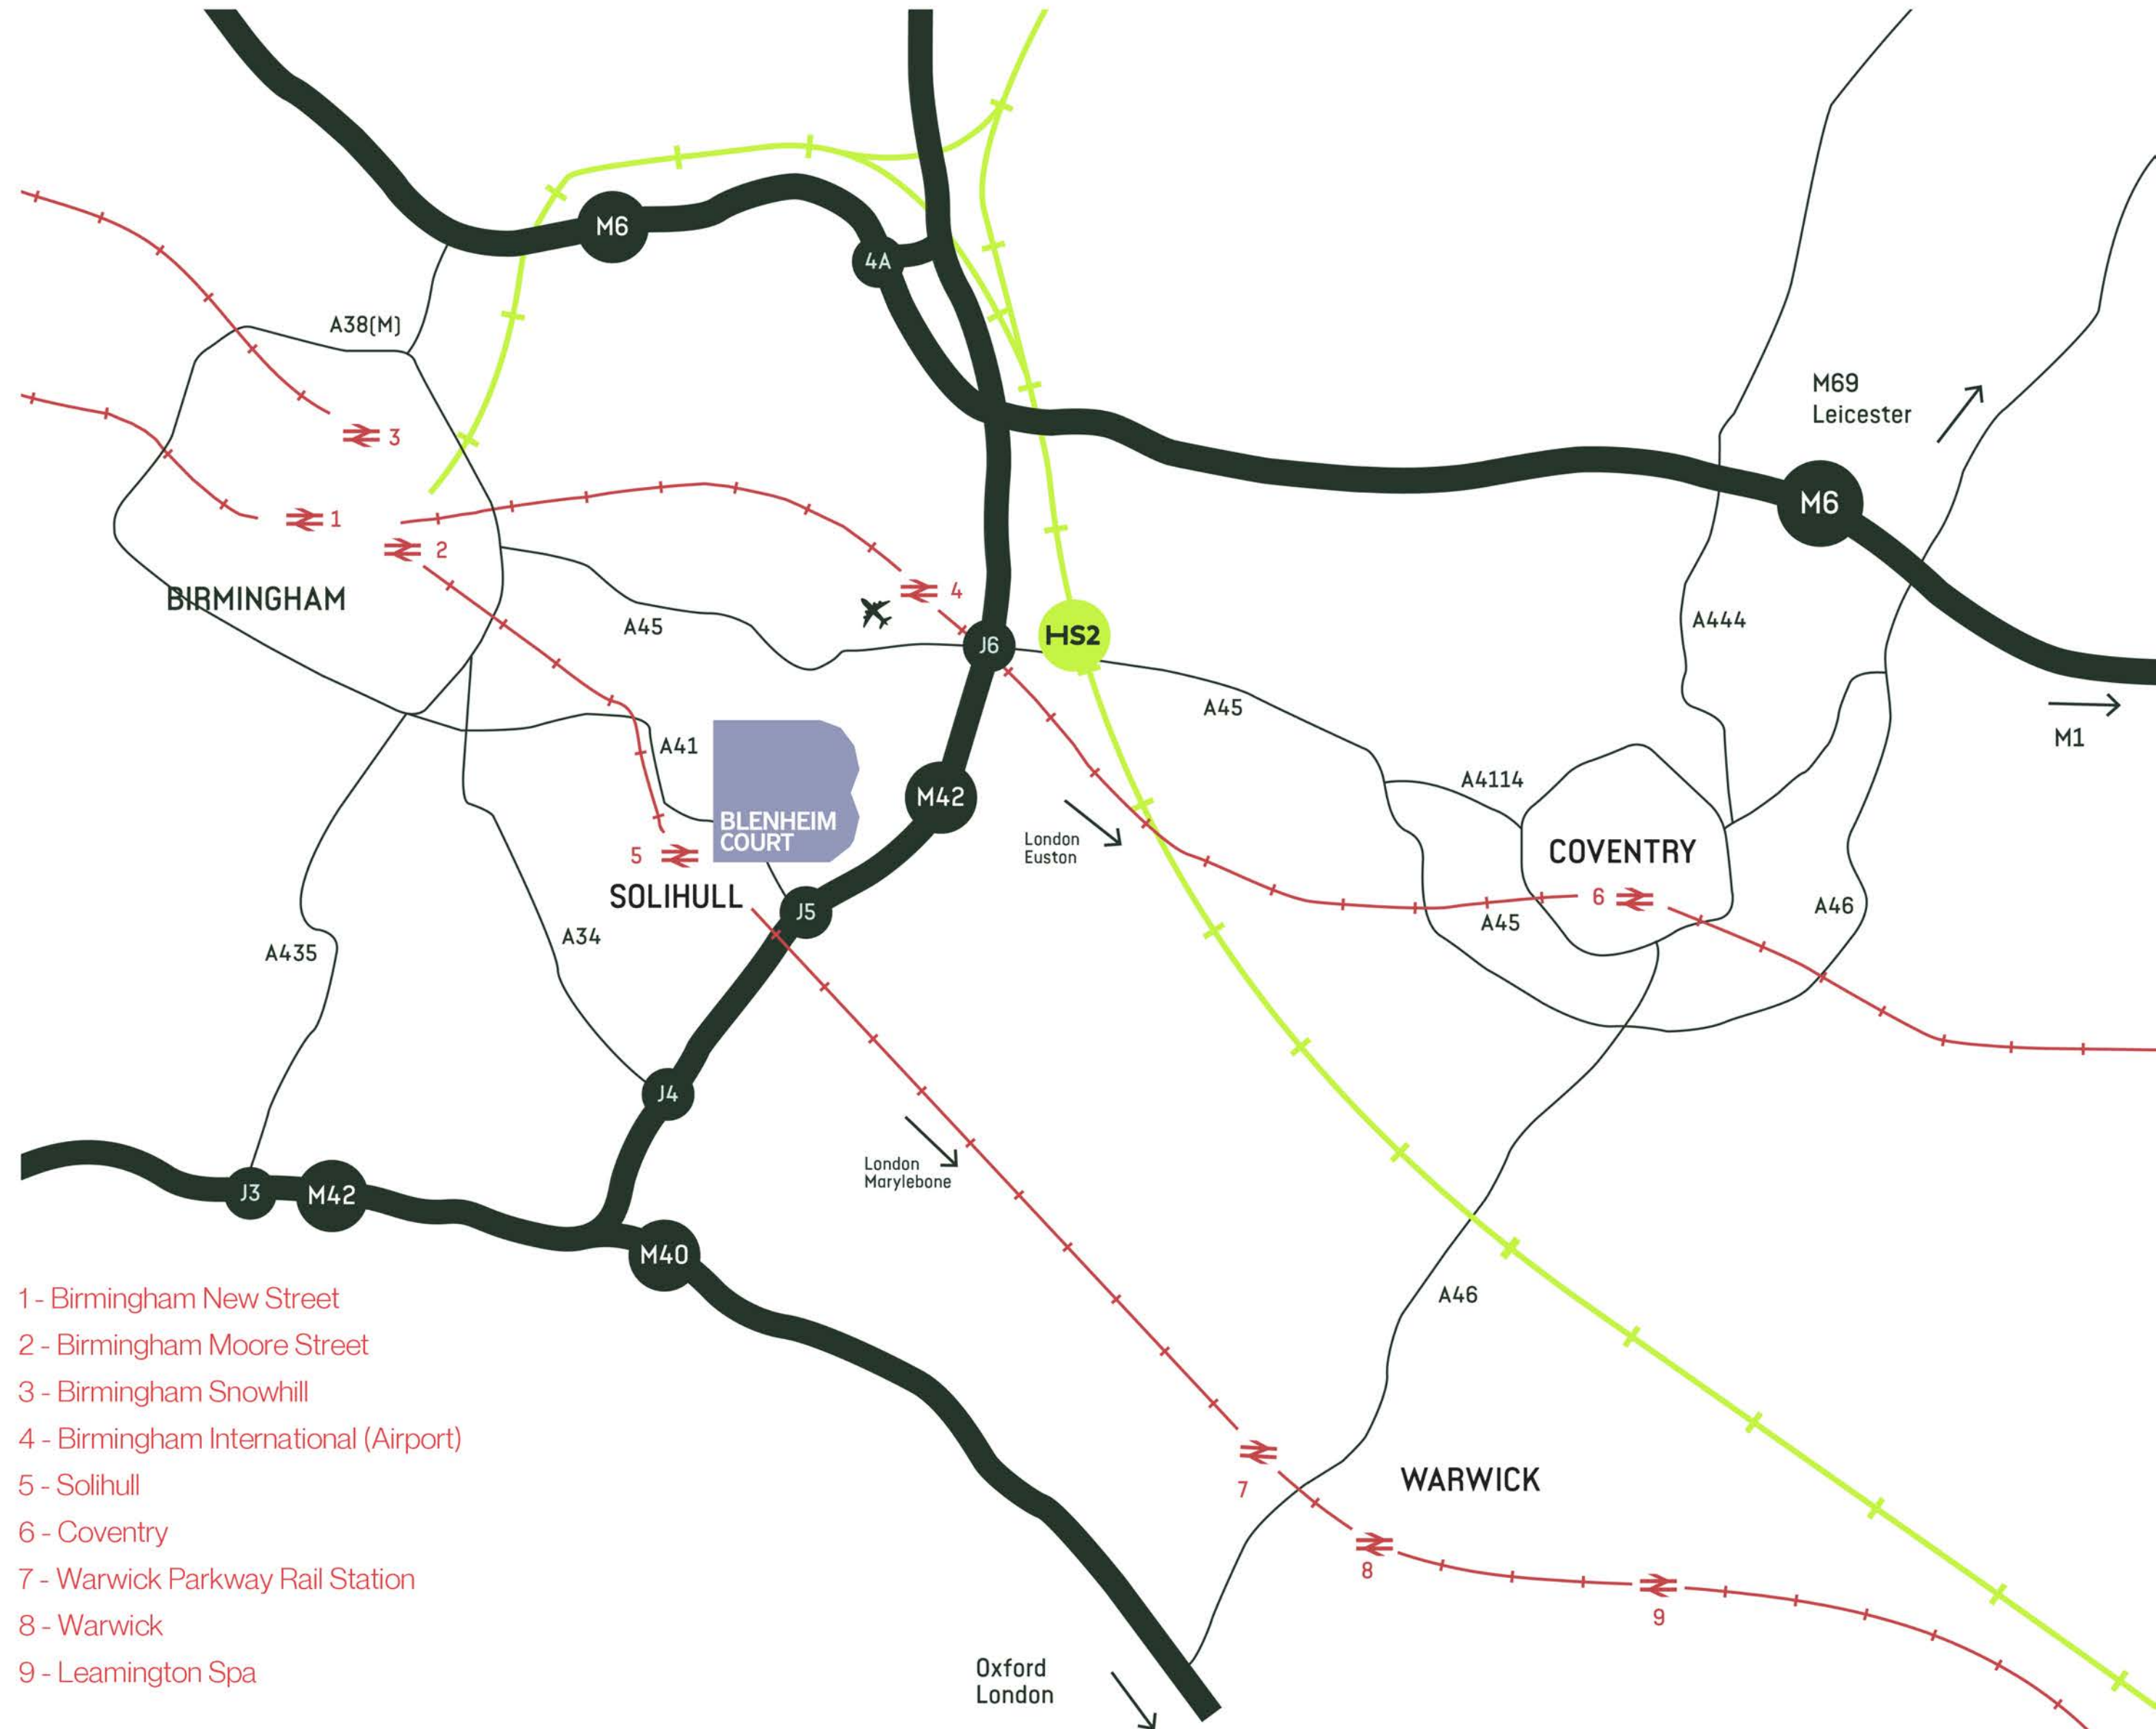 M6
4A
A38(M)
M69
Leicester
3
1
2
M6
BIRMINGHAM
A45
4
J6
HS2
A444
A45
M1
A41
A4114
M42
BLENHEIM
COURT
London
Euston
COVENTRY
5
SOLIHULL
J5
6
A45
A46
A435
A34
J4
London
Marylebone
J3
M42
M40
A46
1 - Birmingham New Street
2 - Birmingham Moore Street
3 - Birmingham Snowhill
4 - Birmingham International (Airport)
5 - Solihull
6 - Coventry
7 - Warwick Parkway Rail Station
8 - Warwick
9 - Leamington Spa
7
WARWICK
8
9
Oxford
London